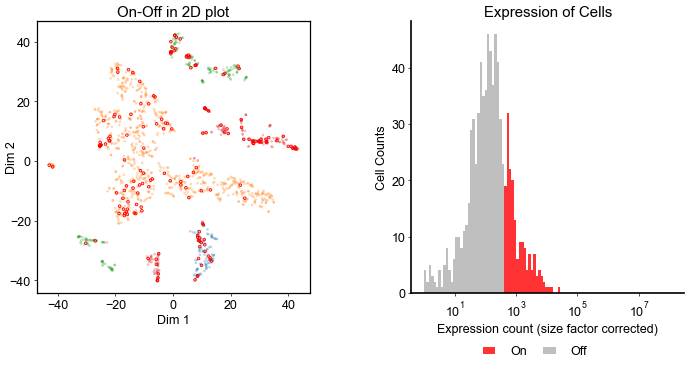 On-Off in 2D plot
40
20
0
−20
−40
Dim 2
−40
−20
0
20
40
Dim 1
Expression of Cells
40
30
20
10
0
Cell Counts
10^1
10^3
10^5
10^7
Expression count (size factor corrected)
On
Off